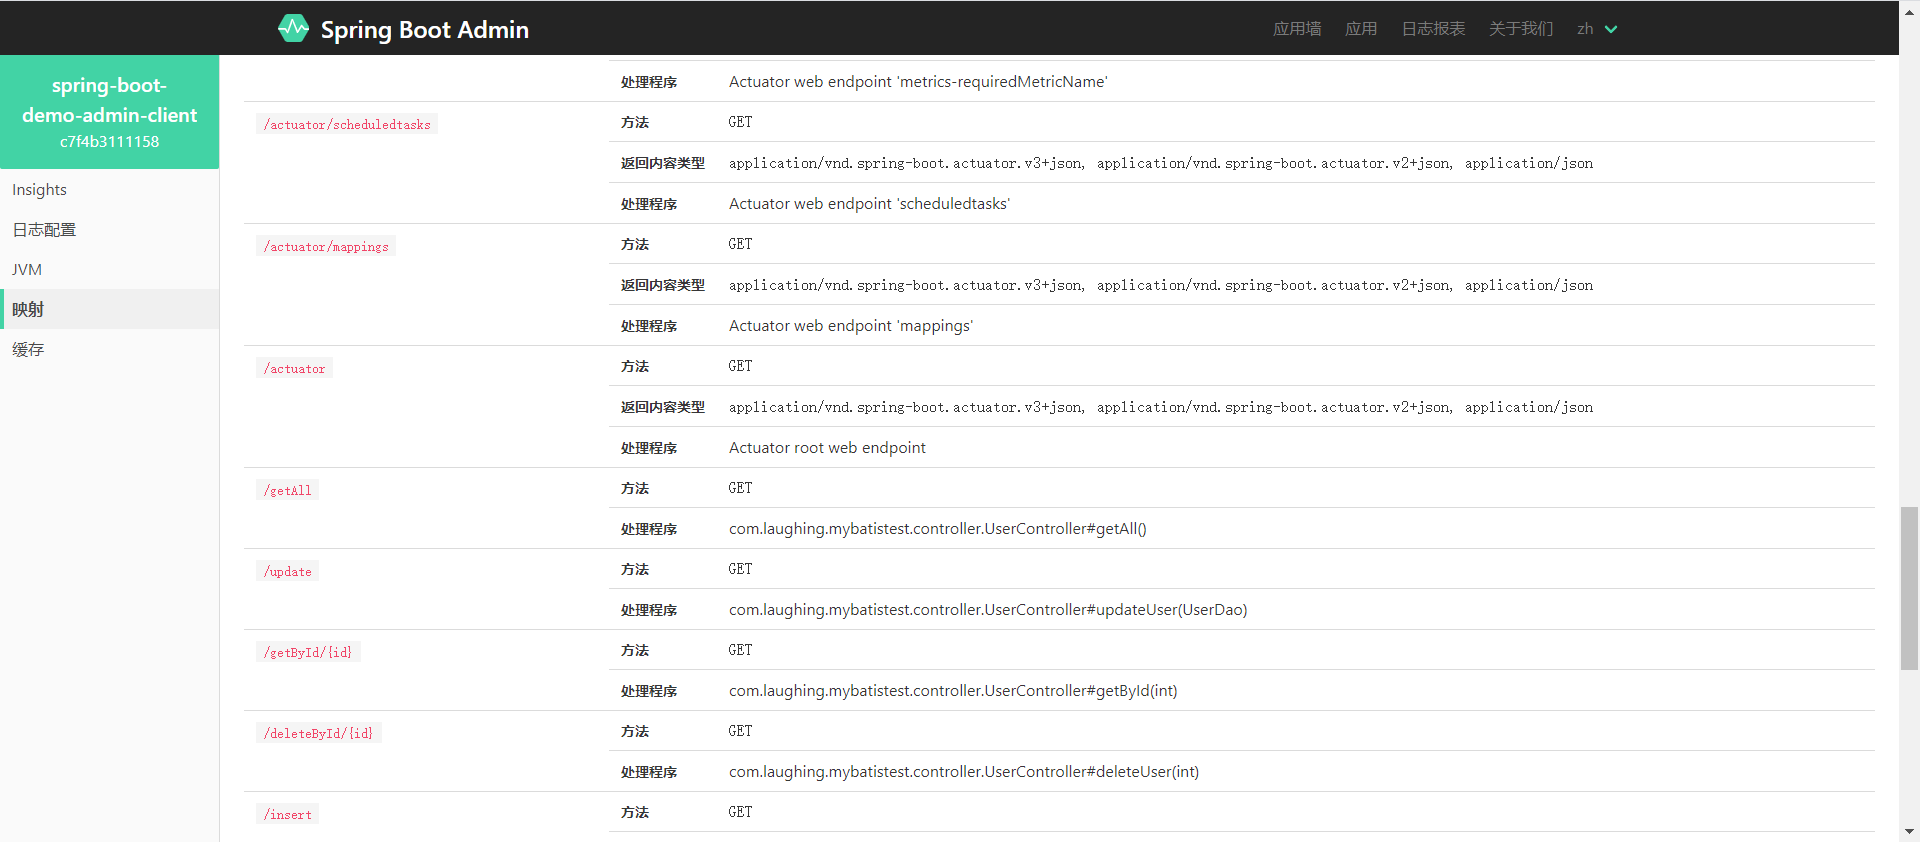 Spring Boot Admin
应用墙 应用 日志报表 关于我们 zh
spring-boot-
demo-admin-client
c7f4b3111158
Insights
日志配置
JVM
映射
缓存
处理程序 Actuator web endpoint 'metrics-requiredMetricName'
/actuator/scheduledtasks 方法 GET
返回内容类型 application/vnd.spring-boot.actuator.v3+json, application/vnd.spring-boot.actuator.v2+json, application/json
处理程序 Actuator web endpoint 'scheduledtasks'
/actuator/mappings 方法 GET
返回内容类型 application/vnd.spring-boot.actuator.v3+json, application/vnd.spring-boot.actuator.v2+json, application/json
处理程序 Actuator web endpoint 'mappings'
/actuator 方法 GET
返回内容类型 application/vnd.spring-boot.actuator.v3+json, application/vnd.spring-boot.actuator.v2+json, application/json
处理程序 Actuator root web endpoint
/getAll 方法 GET
处理程序 com.laughing.mybatistest.controller.UserController#getAll()
/update 方法 GET
处理程序 com.laughing.mybatistest.controller.UserController#updateUser(UserDao)
/getById/{id} 方法 GET
处理程序 com.laughing.mybatistest.controller.UserController#getById(int)
/deleteById/{id} 方法 GET
处理程序 com.laughing.mybatistest.controller.UserController#deleteUser(int)
/insert 方法 GET